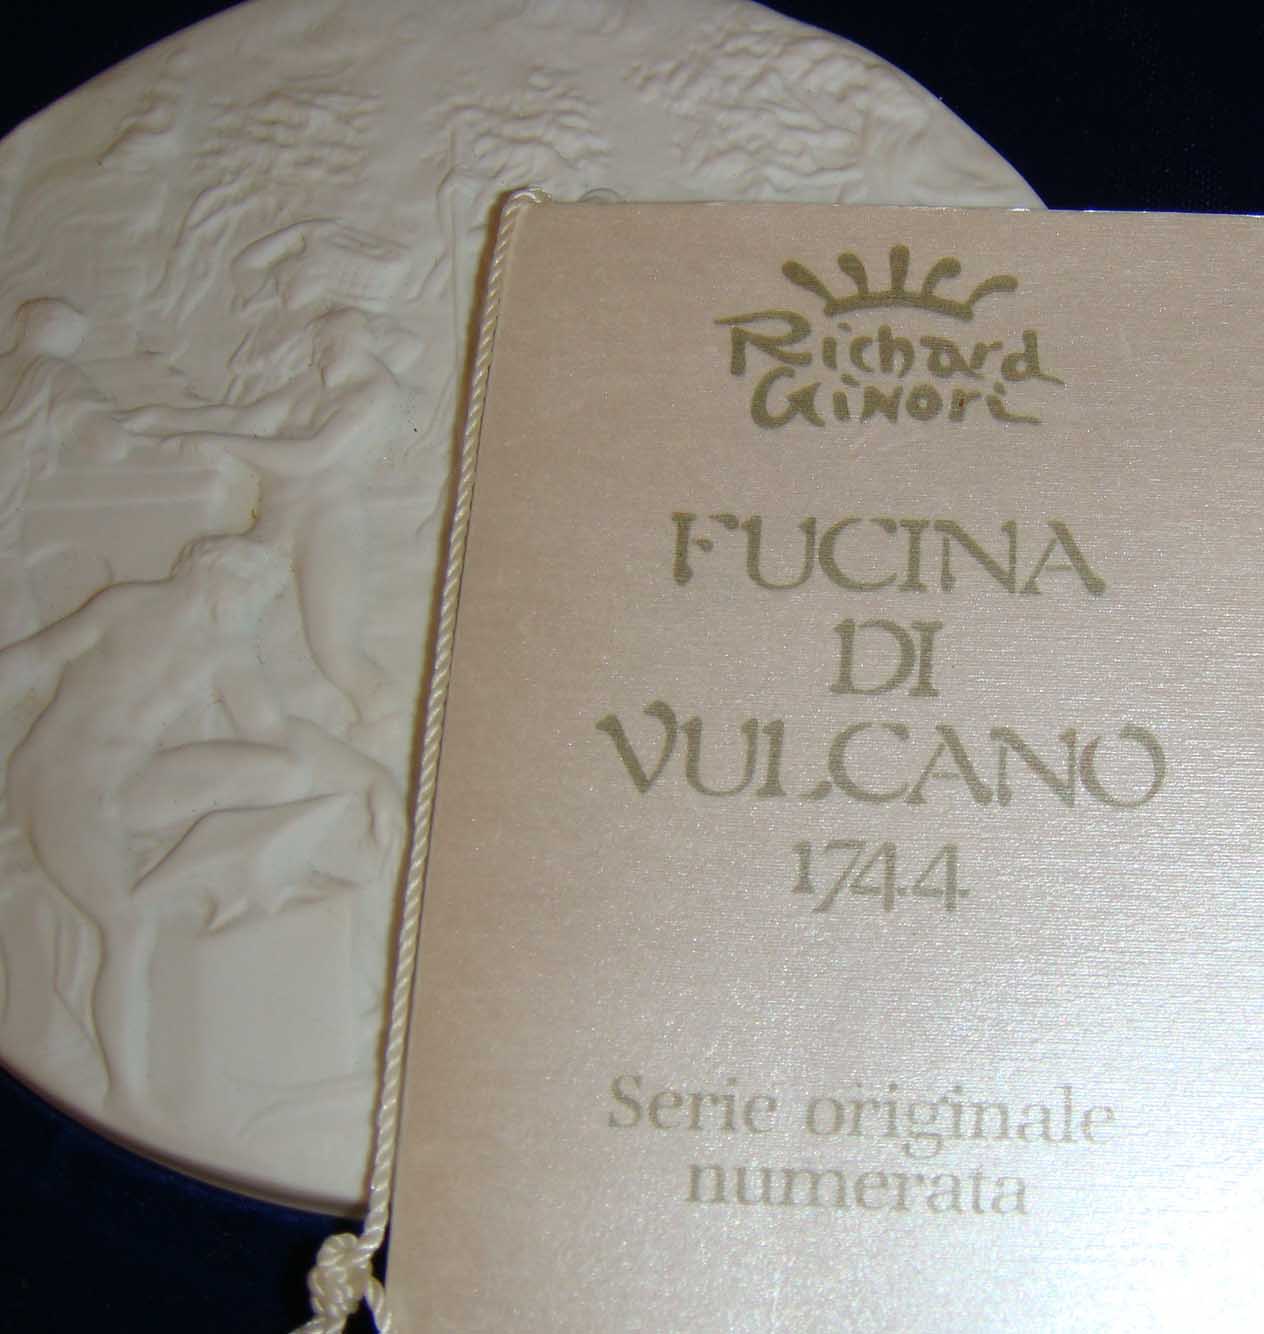 Richard
Ginori
FUCINA
DI
VULCANO
1744
Serie originale
numerata